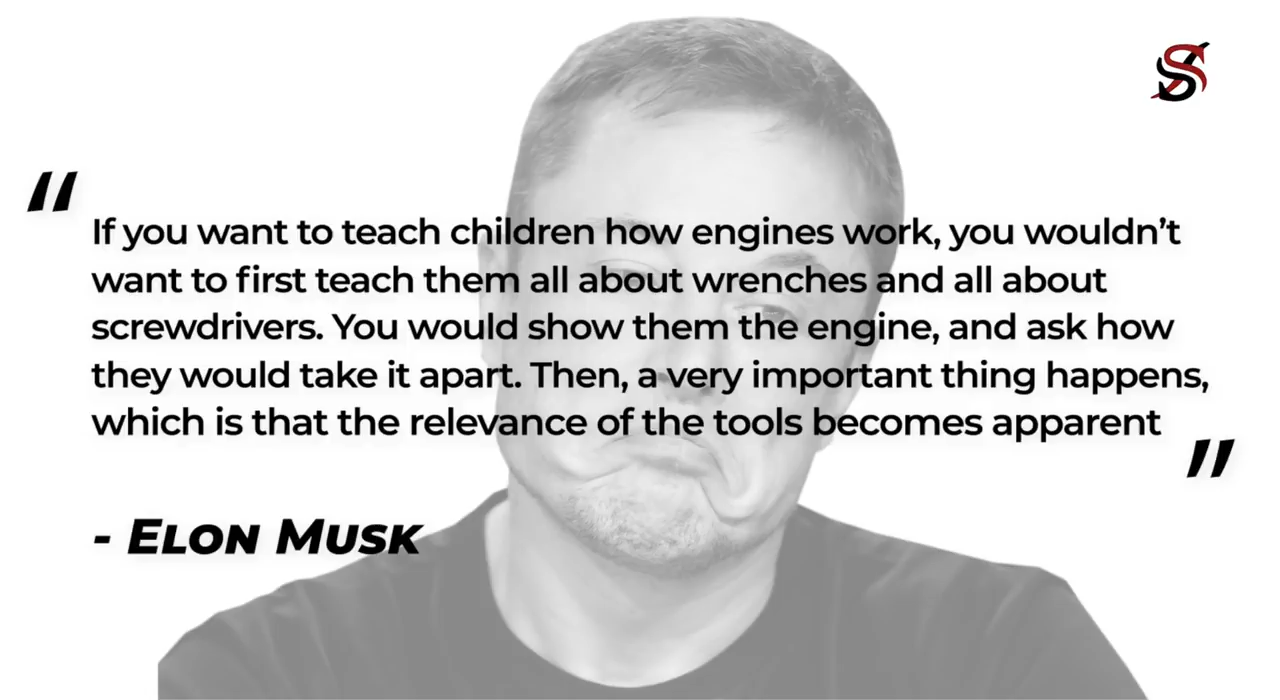 “
If you want to teach children how engines work, you wouldn’t
want to first teach them all about wrenches and all about
screwdrivers. You would show them the engine, and ask how
they would take it apart. Then, a very important thing happens,
which is that the relevance of the tools becomes apparent
”
- Elon Musk